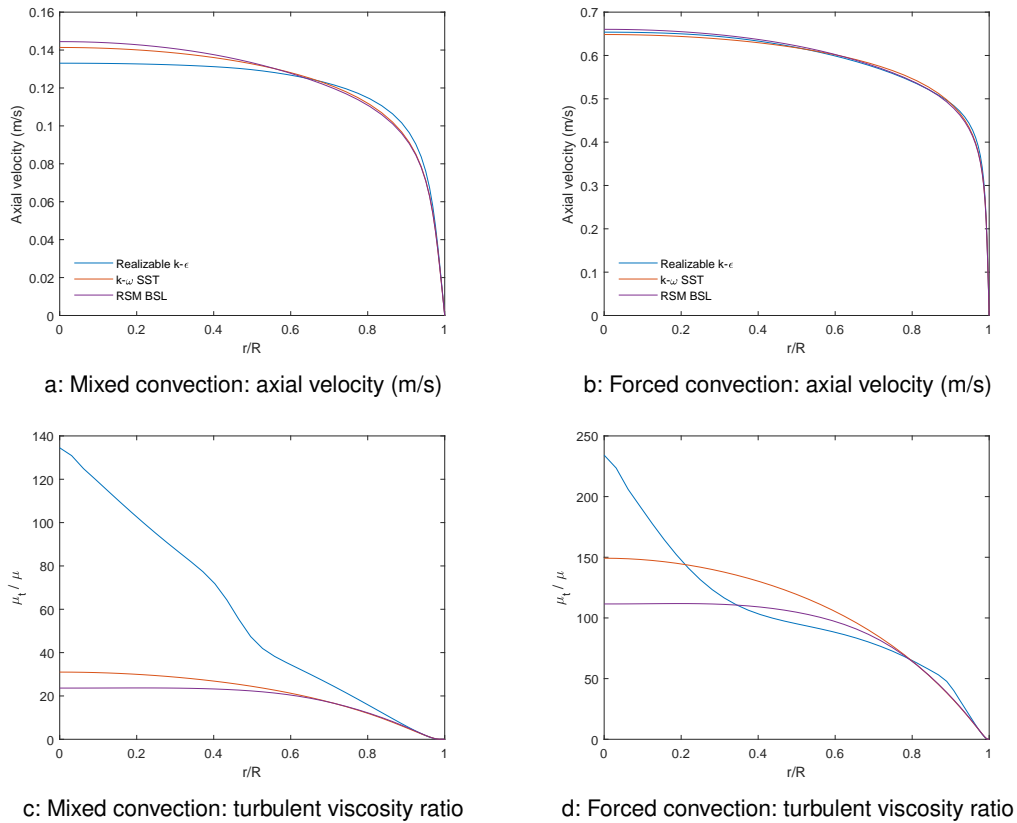 0.16
0.14
0.12
0.1
0.08
0.06
0.04
0.02
0
Axial velocity (m/s)
Realizable k-ϵ
k-ω SST
RSM BSL
0 0.2 0.4 0.6 0.8 1
r/R
a: Mixed convection: axial velocity (m/s)
0.7
0.6
0.5
0.4
0.3
0.2
0.1
0
Axial velocity (m/s)
Realizable k-ϵ
k-ω SST
RSM BSL
0 0.2 0.4 0.6 0.8 1
r/R
b: Forced convection: axial velocity (m/s)
140
120
100
80
60
40
20
0
μt / μ
0 0.2 0.4 0.6 0.8 1
r/R
c: Mixed convection: turbulent viscosity ratio
250
200
150
100
50
0
μt / μ
0 0.2 0.4 0.6 0.8 1
r/R
d: Forced convection: turbulent viscosity ratio